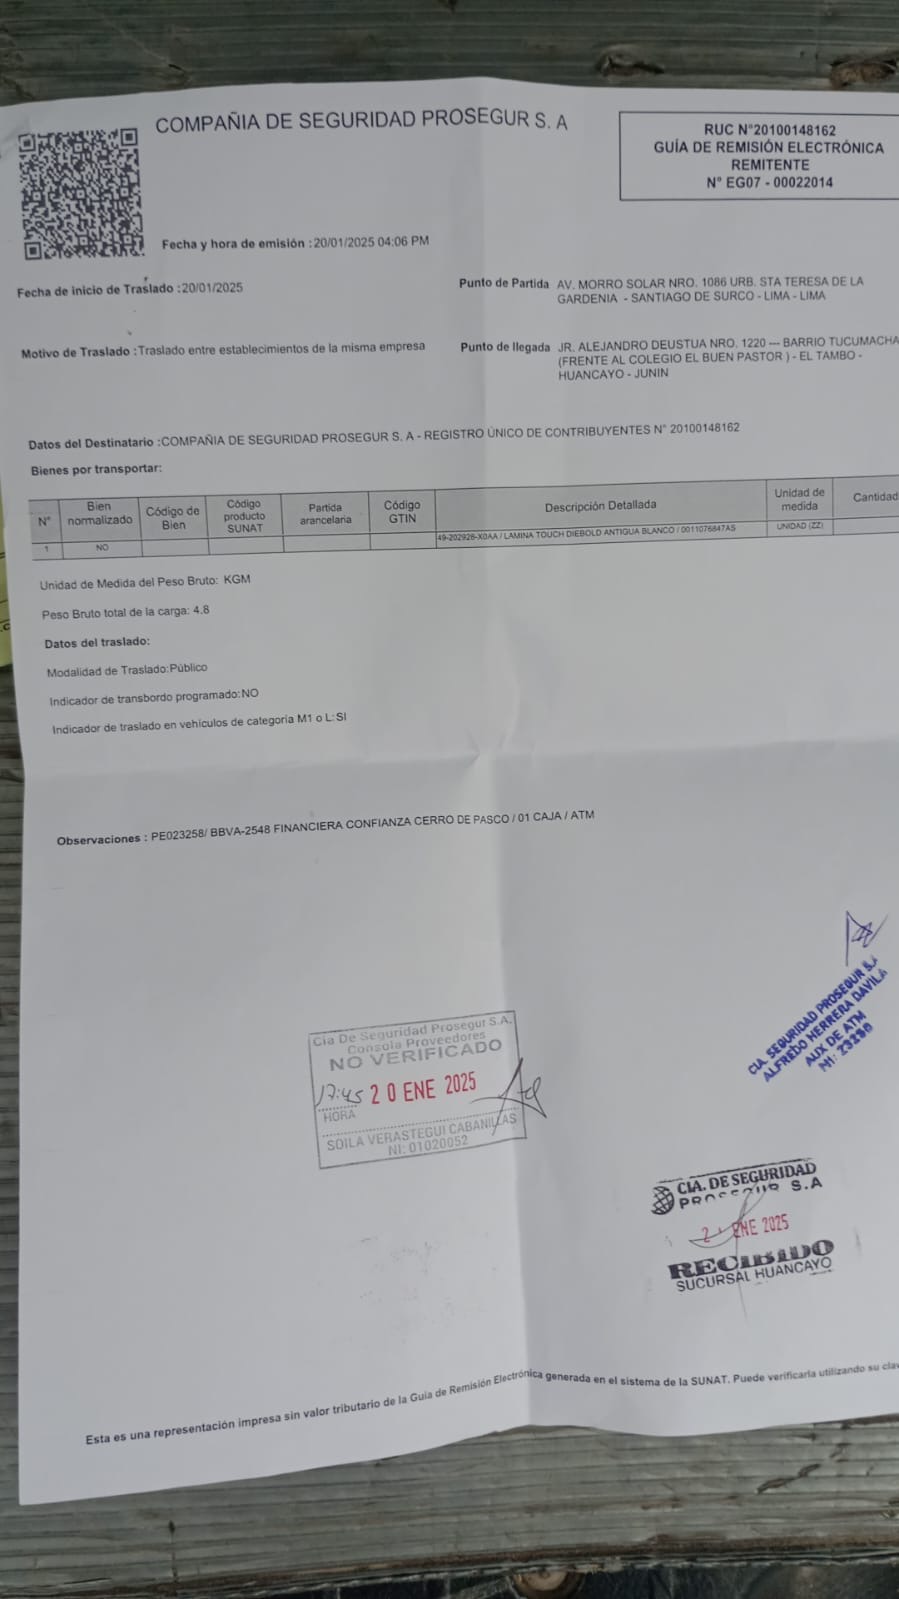 COMPAÑIA DE SEGURIDAD PROSEGUR S. A
RUC N°20100148162
GUÍA DE REMISIÓN ELECTRÓNICA
REMITENTE
N° EG07 - 00022014
Fecha y hora de emisión : 20/01/2025 04:06 PM
Fecha de inicio de Traslado : 20/01/2025
Punto de Partida AV. MORRO SOLAR NRO. 1086 URB. STA TERESA DE LA
GARDENIA - SANTIAGO DE SURCO - LIMA - LIMA
Motivo de Traslado : Traslado entre establecimientos de la misma empresa
Punto de llegada JR. ALEJANDRO DEUSTUA NRO. 1220 --- BARRIO TUCUMACHA
(FRENTE AL COLEGIO EL BUEN PASTOR ) - EL TAMBO -
HUANCAYO - JUNIN
Datos del Destinatario : COMPAÑIA DE SEGURIDAD PROSEGUR S. A - REGISTRO ÚNICO DE CONTRIBUYENTES N° 20100148162
Bienes por transportar:
N° Bien normalizado Código de Bien Código producto SUNAT Partida arancelaria Código GTIN Descripción Detallada Unidad de medida Cantidad
1 NO 49-202926-X0AA / LAMINA TOUCH DIEBOLD ANTIGUA BLANCO / 0011076847AS UNIDAD (ZZ)
Unidad de Medida del Peso Bruto: KGM
Peso Bruto total de la carga: 4.8
Datos del traslado:
Modalidad de Traslado: Público
Indicador de transbordo programado: NO
Indicador de traslado en vehículos de categoría M1 o L: SI
Observaciones : PE023258/ BBVA-2548 FINANCIERA CONFIANZA CERRO DE PASCO / 01 CAJA / ATM
CIA. SEGURIDAD PROSEGUR S.A
ALFREDO HERRERA DAVILA
AUX DE ATM
NI: 23298
Cia De Seguridad Prosegur S.A.
Consola Proveedores
NO VERIFICADO
17:45 20 ENE 2025
HORA
SOILA VERASTEGUI CABANILLAS
NI: 01020052
CIA. DE SEGURIDAD
PROSEGUR S.A
ENE 2025
RECIBIDO
SUCURSAL HUANCAYO
Esta es una representación impresa sin valor tributario de la Guía de Remisión Electrónica generada en el sistema de la SUNAT. Puede verificarla utilizando su clav